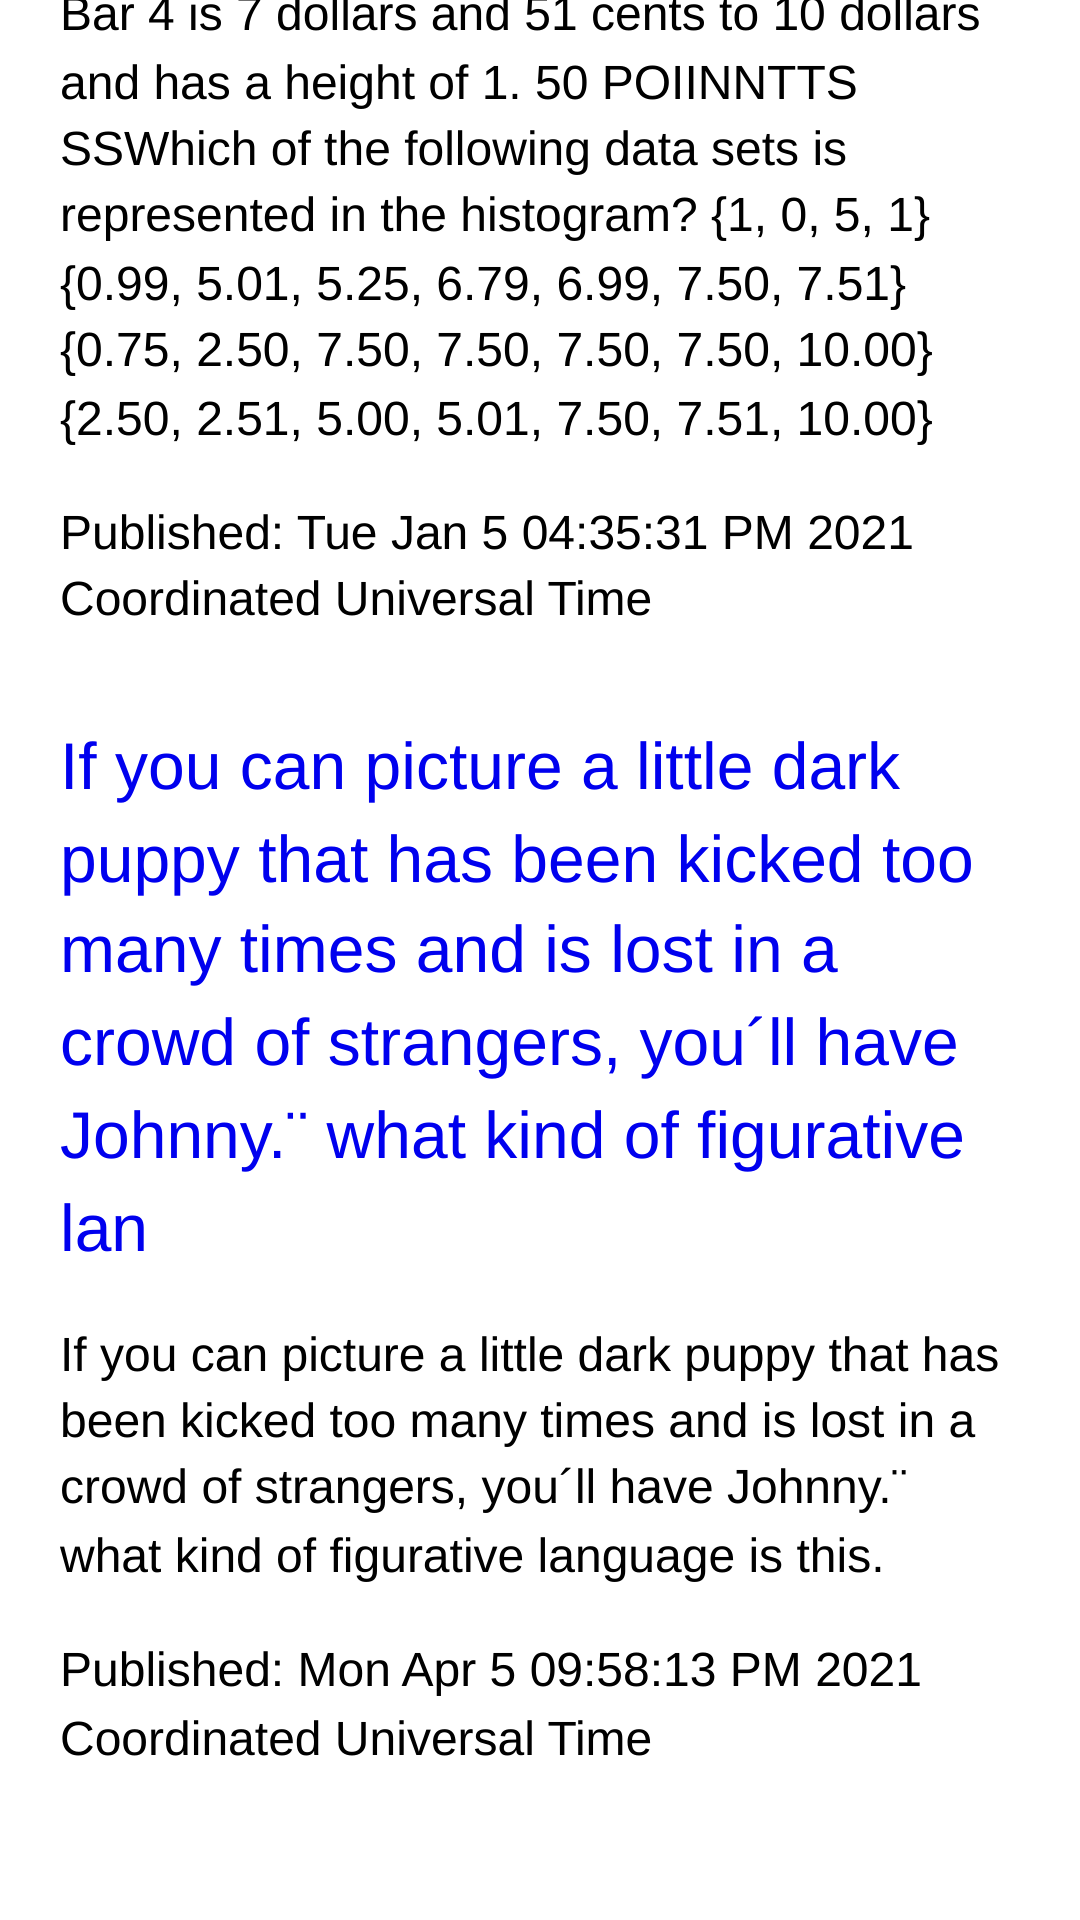 Bar 4 is 7 dollars and 51 cents to 10 dollars
and has a height of 1. 50 POIINNTTS
SSWhich of the following data sets is
represented in the histogram? {1, 0, 5, 1}
{0.99, 5.01, 5.25, 6.79, 6.99, 7.50, 7.51}
{0.75, 2.50, 7.50, 7.50, 7.50, 7.50, 10.00}
{2.50, 2.51, 5.00, 5.01, 7.50, 7.51, 10.00}
Published: Tue Jan 5 04:35:31 PM 2021
Coordinated Universal Time
If you can picture a little dark
puppy that has been kicked too
many times and is lost in a
crowd of strangers, you´ll have
Johnny.¨ what kind of figurative
lan
If you can picture a little dark puppy that has
been kicked too many times and is lost in a
crowd of strangers, you´ll have Johnny.¨
what kind of figurative language is this.
Published: Mon Apr 5 09:58:13 PM 2021
Coordinated Universal Time